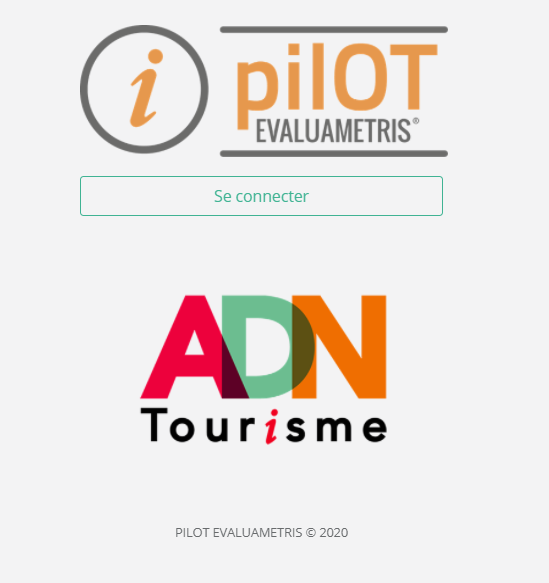 i pilOT
EVALUAMETRIS®
Se connecter
ADN
Tourisme
PILOT EVALUAMETRIS © 2020